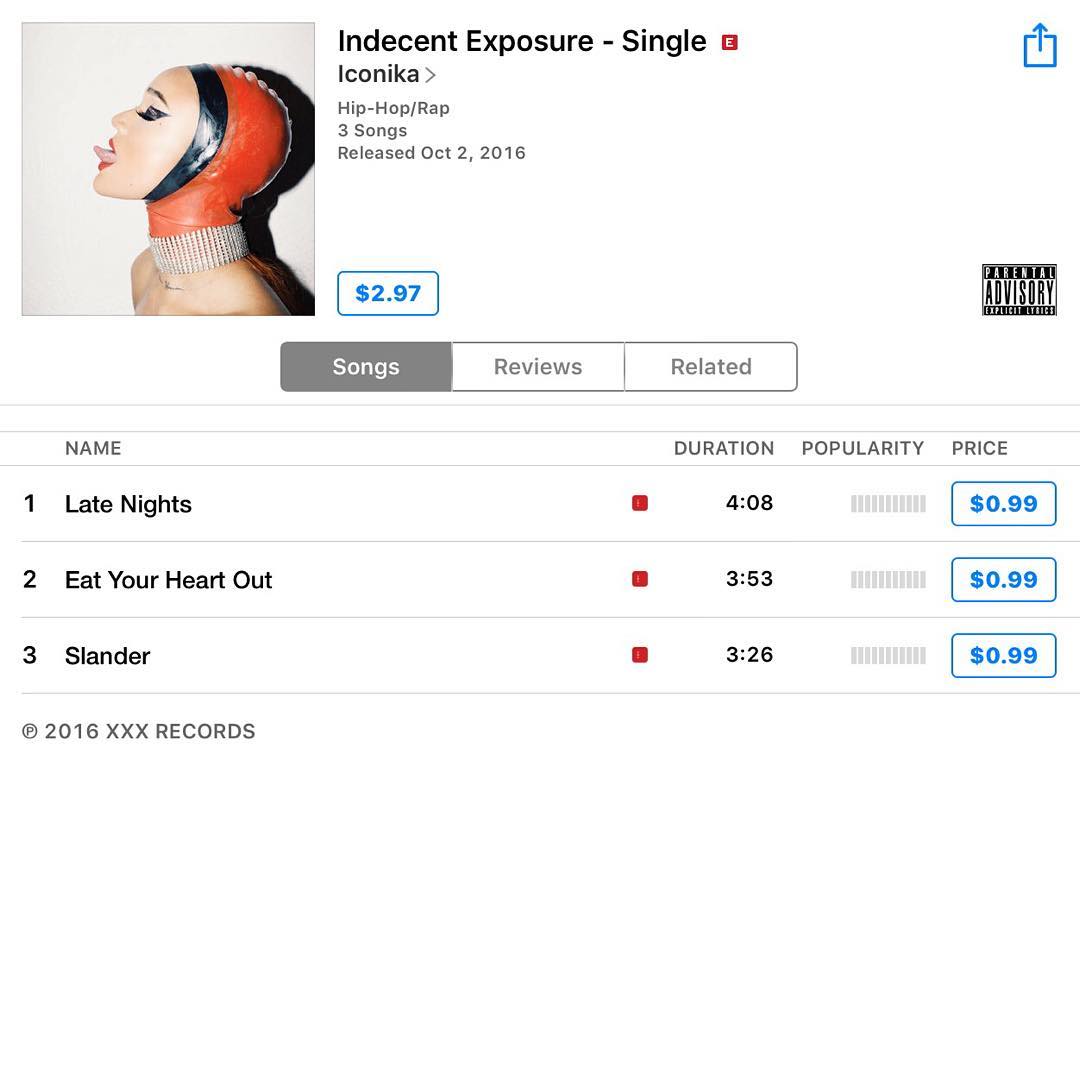 Indecent Exposure - Single E
Iconika >
Hip-Hop/Rap
3 Songs
Released Oct 2, 2016
$2.97
PARENTAL
ADVISORY
EXPLICIT LYRICS
Songs Reviews Related
NAME DURATION POPULARITY PRICE
1 Late Nights 4:08 $0.99
2 Eat Your Heart Out 3:53 $0.99
3 Slander 3:26 $0.99
℗ 2016 XXX RECORDS